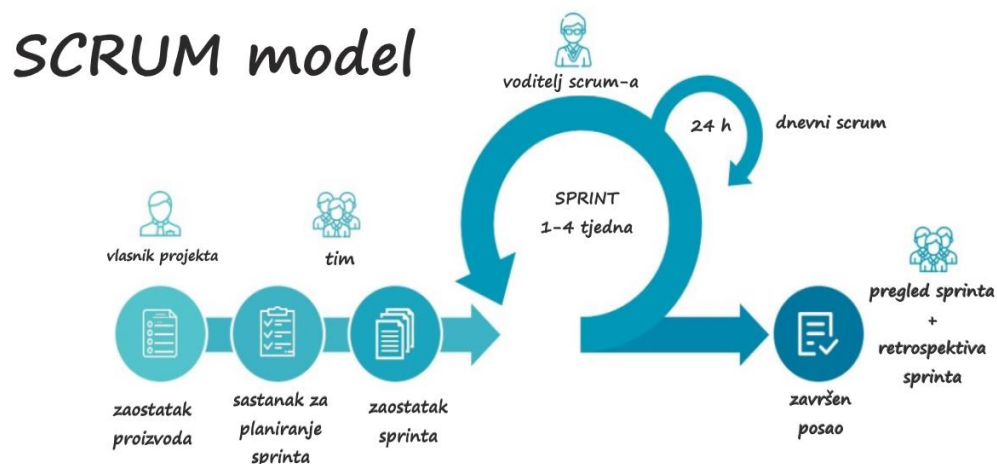 SCRUM model
voditelj scrum-a
24 h
dnevni scrum
SPRINT
1-4 tjedna
vlasnik projekta
tim
zaostatak
proizvoda
sastanak za
planiranje
sprinta
zaostatak
sprinta
završen
posao
pregled sprinta
+
retrospektiva
sprinta